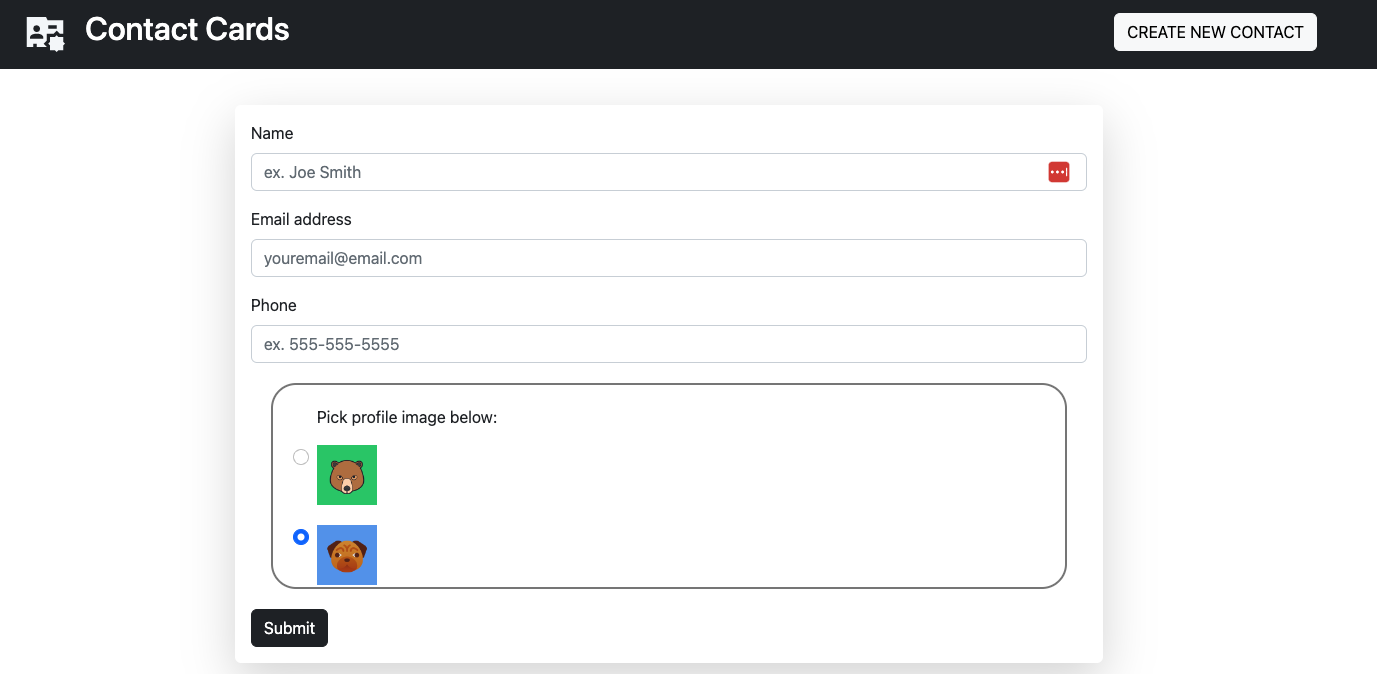 Contact Cards
CREATE NEW CONTACT
Name
ex. Joe Smith
Email address
youremail@email.com
Phone
ex. 555-555-5555
Pick profile image below:
Submit